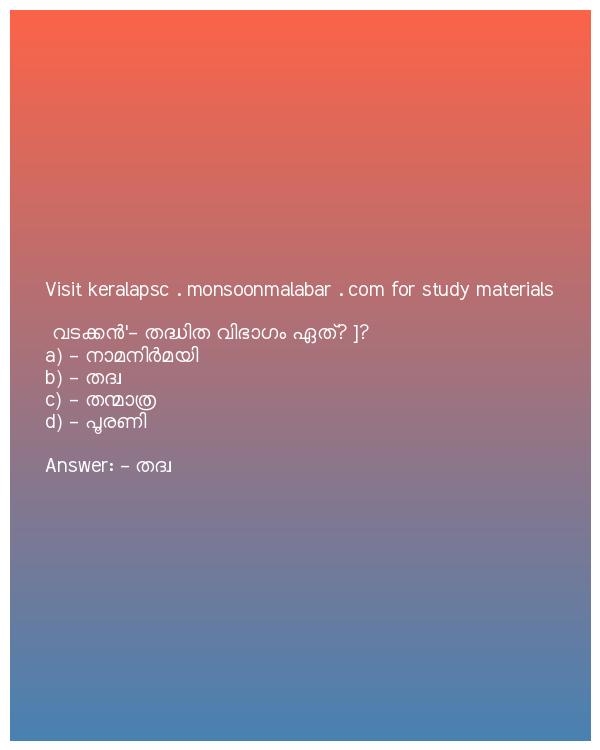 Visit keralapsc . monsoonmalabar . com for study materials
വടക്കൻ'- തദ്ധിത വിഭാഗം ഏത്? ]?
a) - നാമനിർമയി
b) - തദ്വ
c) - തന്മാത്ര
d) - പൂരണി
Answer: - തദ്വ